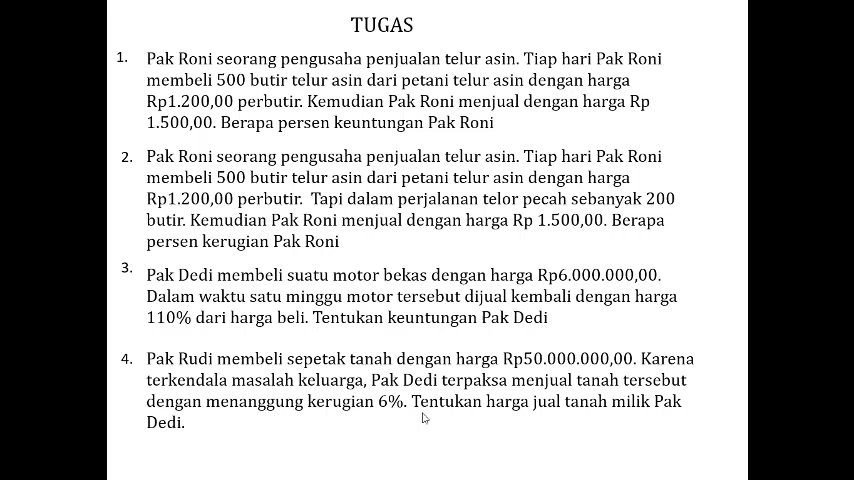 TUGAS
1. Pak Roni seorang pengusaha penjualan telur asin. Tiap hari Pak Roni
membeli 500 butir telur asin dari petani telur asin dengan harga
Rp1.200,00 perbutir. Kemudian Pak Roni menjual dengan harga Rp
1.500,00. Berapa persen keuntungan Pak Roni
2. Pak Roni seorang pengusaha penjualan telur asin. Tiap hari Pak Roni
membeli 500 butir telur asin dari petani telur asin dengan harga
Rp1.200,00 perbutir. Tapi dalam perjalanan telor pecah sebanyak 200
butir. Kemudian Pak Roni menjual dengan harga Rp 1.500,00. Berapa
persen kerugian Pak Roni
3. Pak Dedi membeli suatu motor bekas dengan harga Rp6.000.000,00.
Dalam waktu satu minggu motor tersebut dijual kembali dengan harga
110% dari harga beli. Tentukan keuntungan Pak Dedi
4. Pak Rudi membeli sepetak tanah dengan harga Rp50.000.000,00. Karena
terkendala masalah keluarga, Pak Dedi terpaksa menjual tanah tersebut
dengan menanggung kerugian 6%. Tentukan harga jual tanah milik Pak
Dedi.